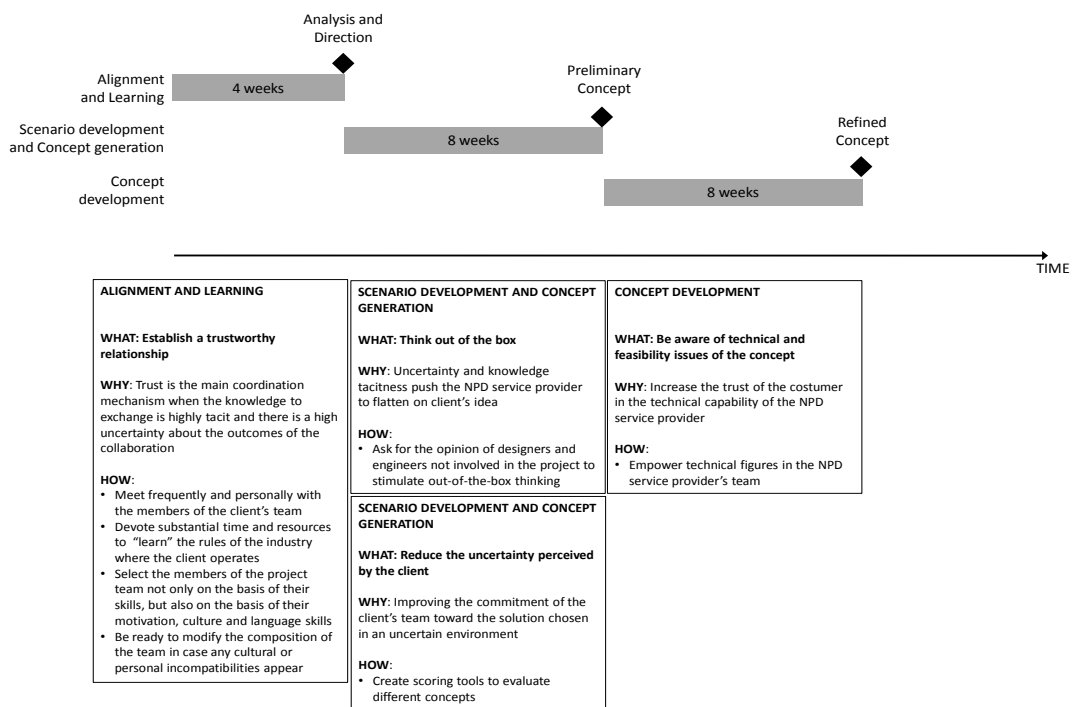 Analysis and
Direction
Alignment
and Learning
4 weeks
Preliminary
Concept
Scenario development
and Concept generation
8 weeks
Refined
Concept
Concept
development
8 weeks
TIME
ALIGNMENT AND LEARNING
WHAT: Establish a trustworthy
relationship
WHY: Trust is the main coordination
mechanism when the knowledge to
exchange is highly tacit and there is a high
uncertainty about the outcomes of the
collaboration
HOW:
• Meet frequently and personally with
the members of the client's team
• Devote substantial time and resources
to "learn" the rules of the industry
where the client operates
• Select the members of the project
team not only on the basis of their
skills, but also on the basis of their
motivation, culture and language skills
• Be ready to modify the composition of
the team in case any cultural or
personal incompatibilities appear
SCENARIO DEVELOPMENT AND CONCEPT
GENERATION
WHAT: Think out of the box
WHY: Uncertainty and knowledge
tacitness push the NPD service provider
to flatten on client's idea
HOW:
• Ask for the opinion of designers and
engineers not involved in the project to
stimulate out-of-the-box thinking
SCENARIO DEVELOPMENT AND CONCEPT
GENERATION
WHAT: Reduce the uncertainty perceived
by the client
WHY: Improving the commitment of the
client's team toward the solution chosen
in an uncertain environment
HOW:
• Create scoring tools to evaluate
different concepts
CONCEPT DEVELOPMENT
WHAT: Be aware of technical and
feasibility issues of the concept
WHY: Increase the trust of the costumer
in the technical capability of the NPD
service provider
HOW:
• Empower technical figures in the NPD
service provider's team